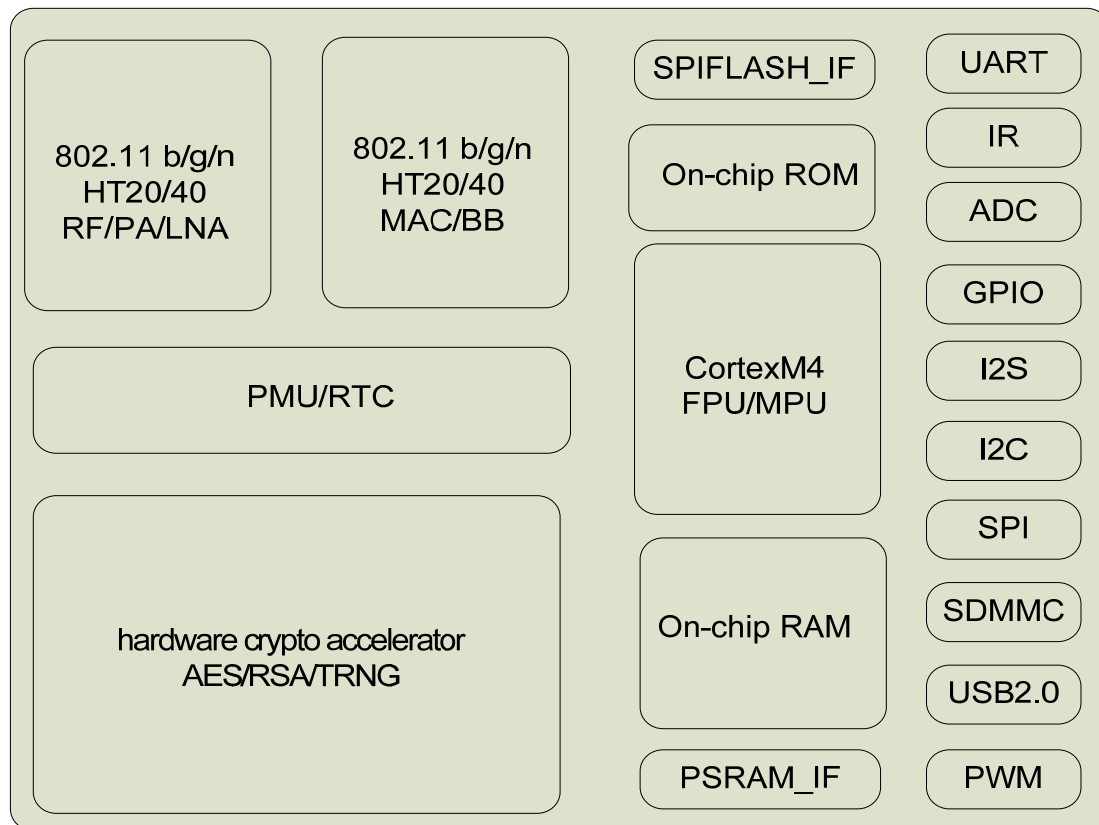 802.11 b/g/n
HT20/40
RF/PA/LNA
802.11 b/g/n
HT20/40
MAC/BB
PMU/RTC
hardware crypto accelerator
AES/RSA/TRNG
SPIFLASH_IF
On-chip ROM
CortexM4
FPU/MPU
On-chip RAM
PSRAM_IF
UART
IR
ADC
GPIO
I2S
I2C
SPI
SDMMC
USB2.0
PWM